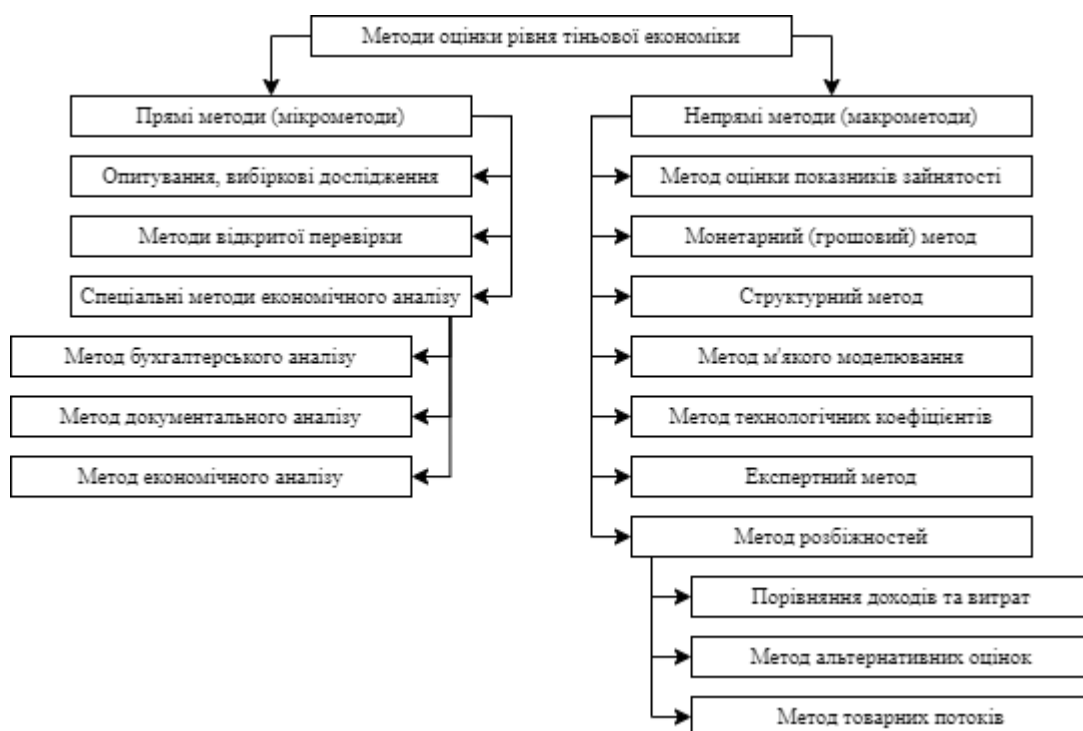 Методи оцінки рівня тіньової економіки
Прямі методи (мікрометоди)
Опитування, вибіркові дослідження
Методи відкритої перевірки
Спеціальні методи економічного аналізу
Метод бухгалтерського аналізу
Метод документального аналізу
Метод економічного аналізу
Непрямі методи (макрометоди)
Метод оцінки показників зайнятості
Монетарний (грошовий) метод
Структурний метод
Метод м'якого моделювання
Метод технологічних коефіцієнтів
Експертний метод
Метод розбіжностей
Порівняння доходів та витрат
Метод альтернативних оцінок
Метод товарних потоків